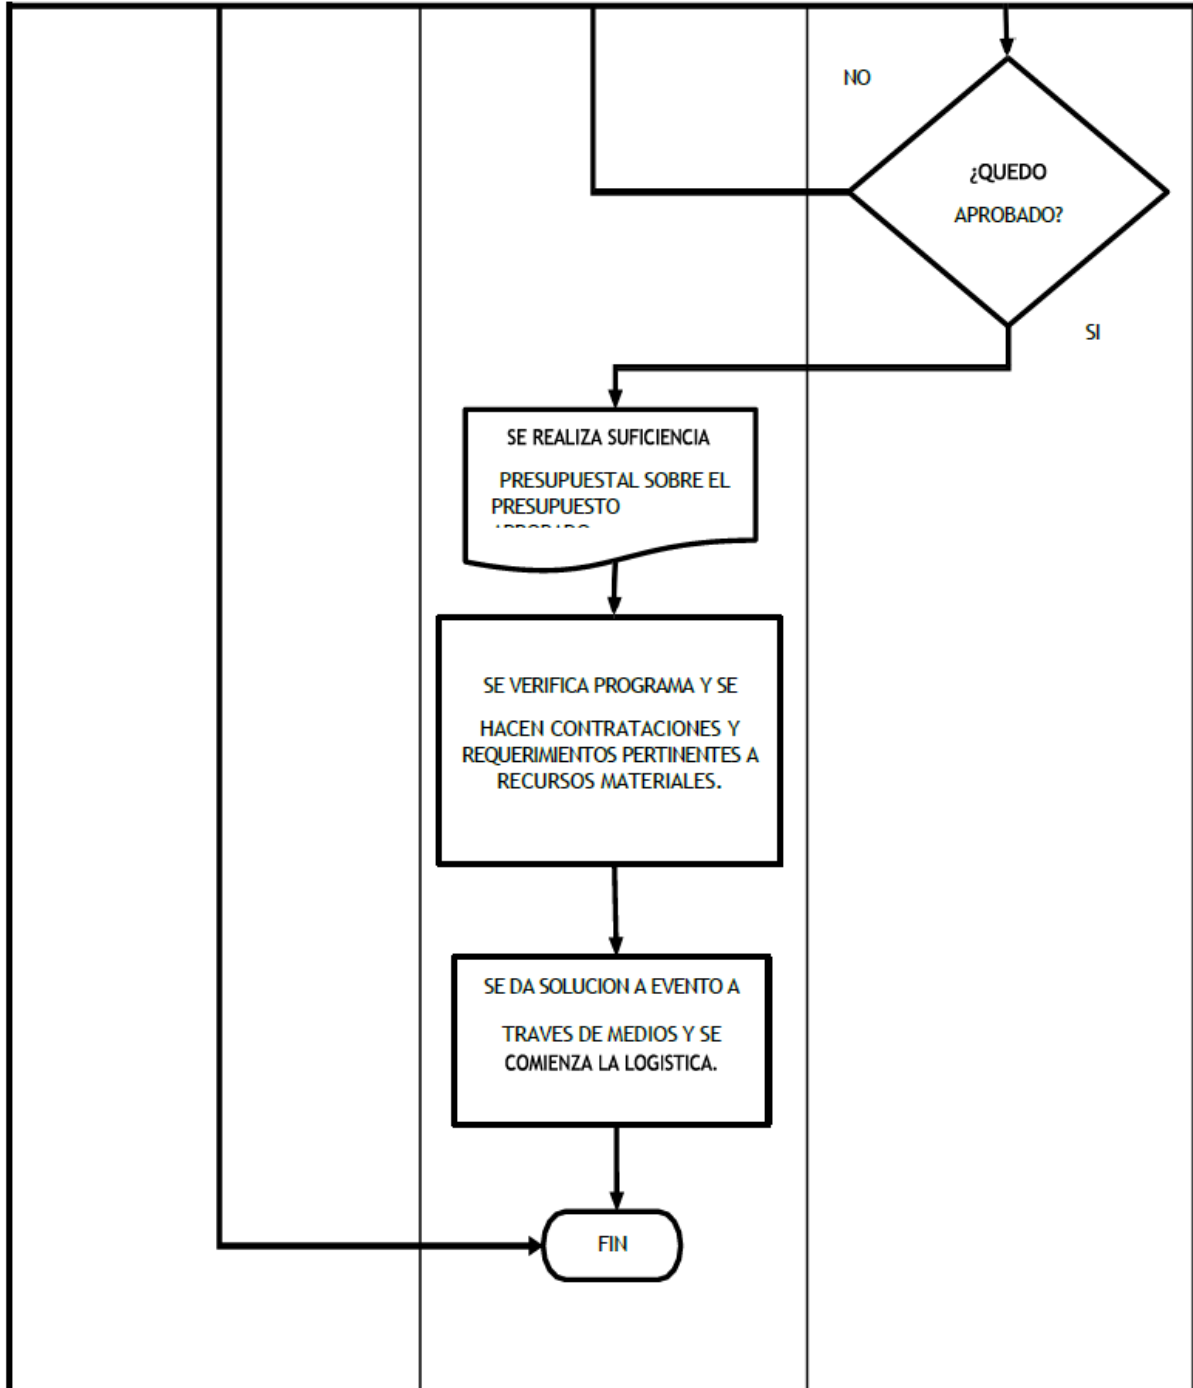 NO
¿QUEDO
APROBADO?
SI
SE REALIZA SUFICIENCIA
PRESUPUESTAL SOBRE EL
PRESUPUESTO
SE VERIFICA PROGRAMA Y SE
HACEN CONTRATACIONES Y
REQUERIMIENTOS PERTINENTES A
RECURSOS MATERIALES.
SE DA SOLUCION A EVENTO A
TRAVES DE MEDIOS Y SE
COMIENZA LA LOGISTICA.
FIN